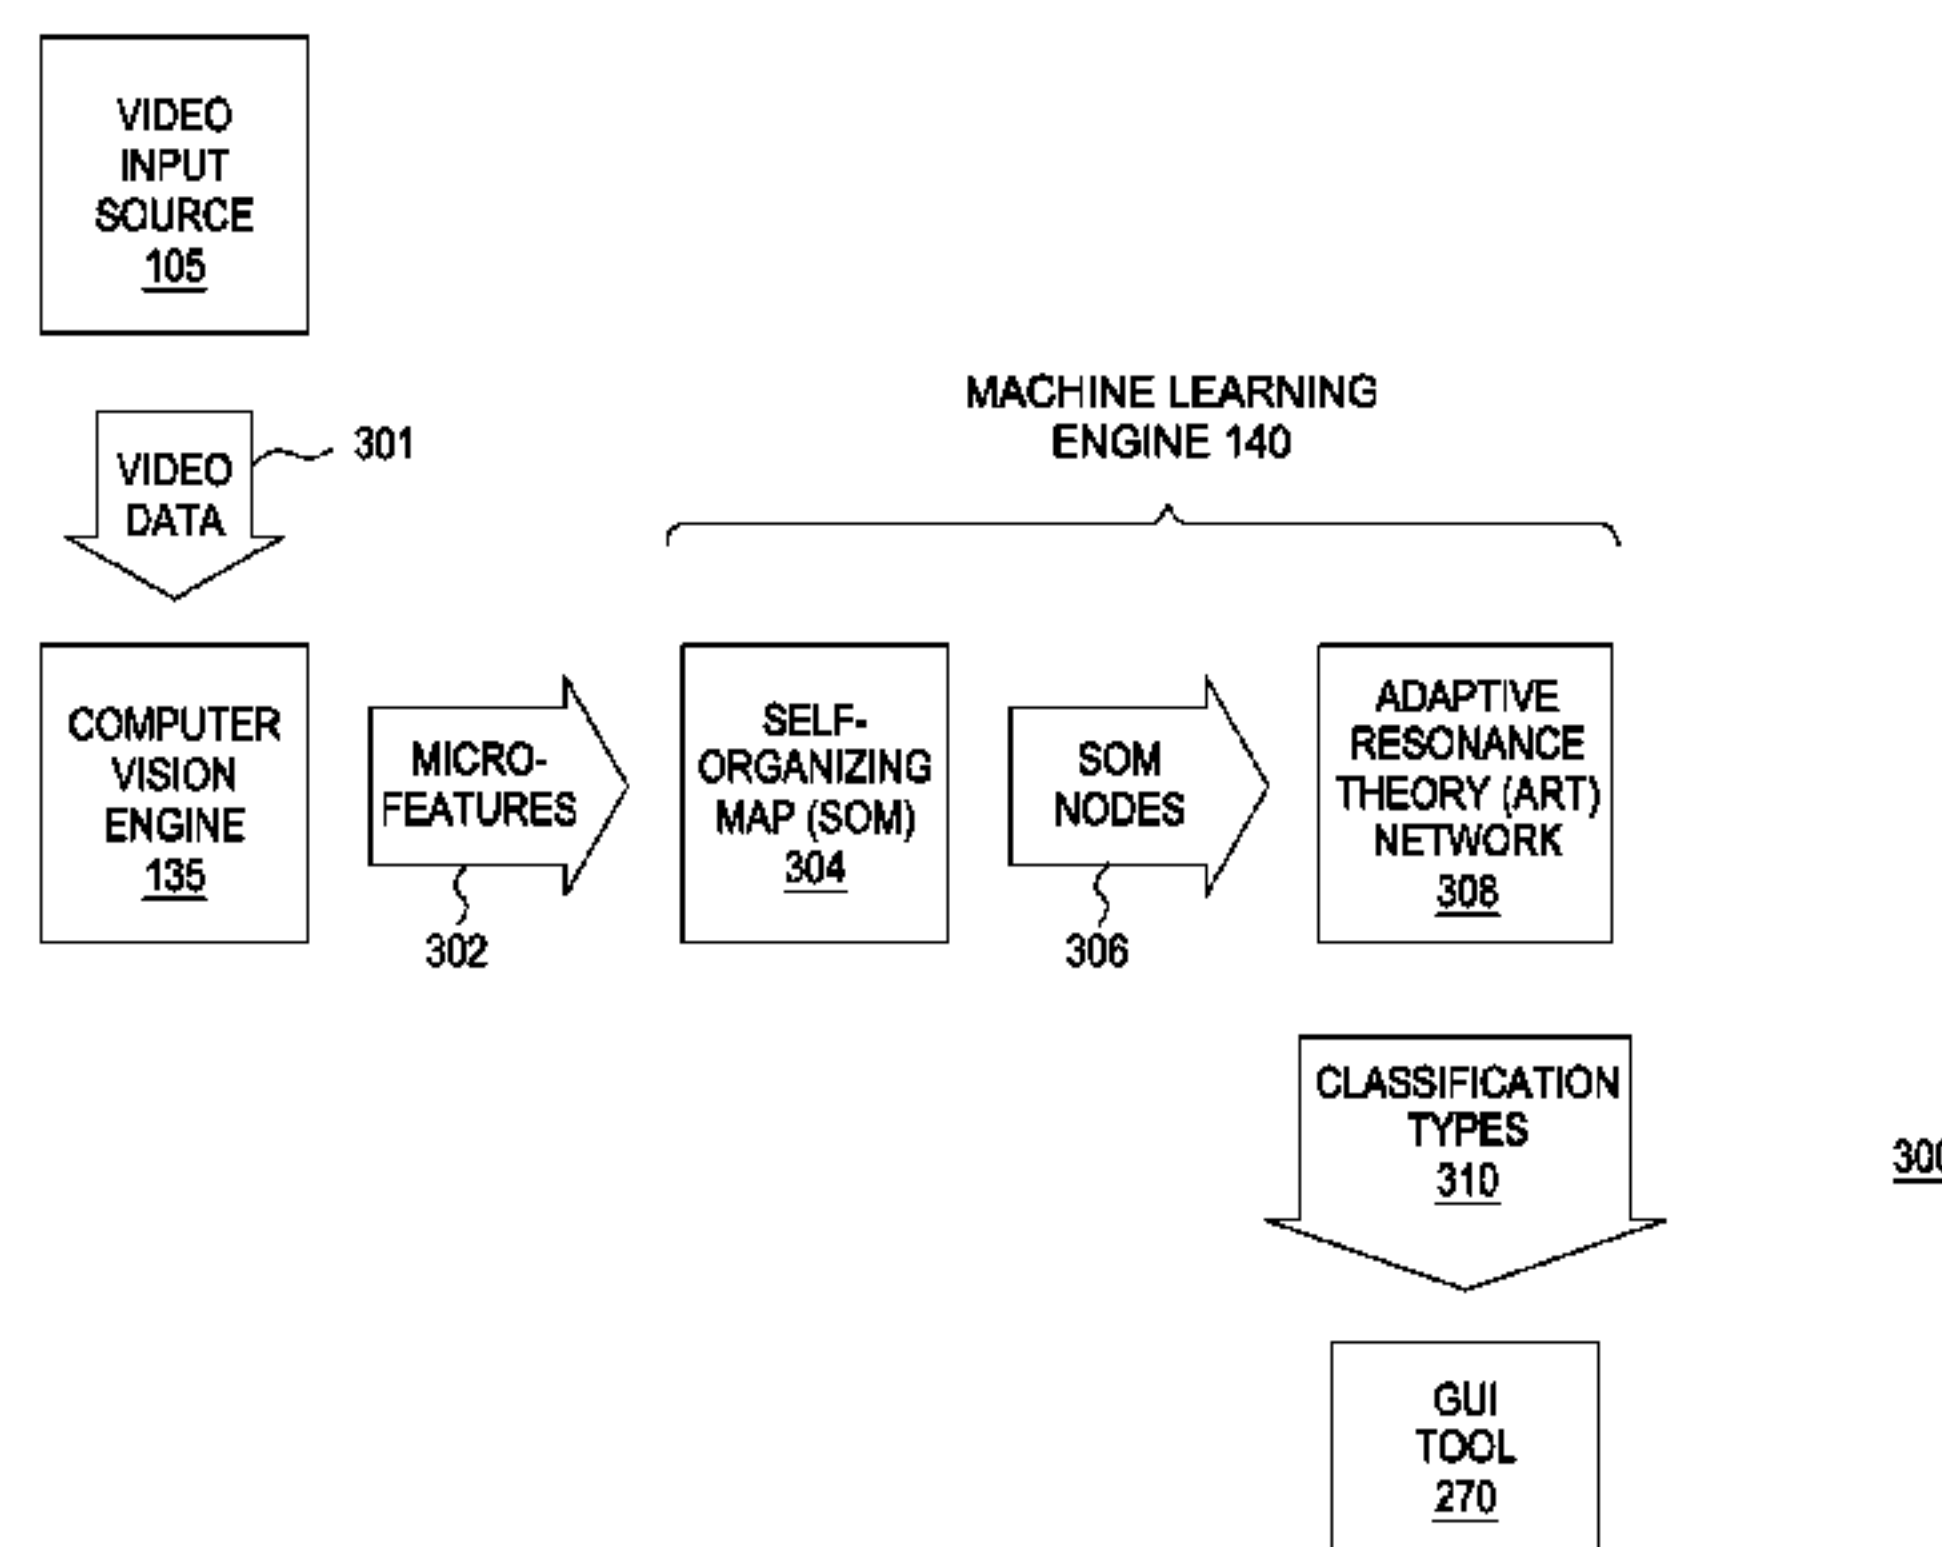 VIDEO
INPUT
SOURCE
105
VIDEO
DATA
301
MACHINE LEARNING
ENGINE 140
COMPUTER
VISION
ENGINE
135
MICRO-
FEATURES
302
SELF-
ORGANIZING
MAP (SOM)
304
SOM
NODES
306
ADAPTIVE
RESONANCE
THEORY (ART)
NETWORK
308
CLASSIFICATION
TYPES
310
300
GUI
TOOL
270